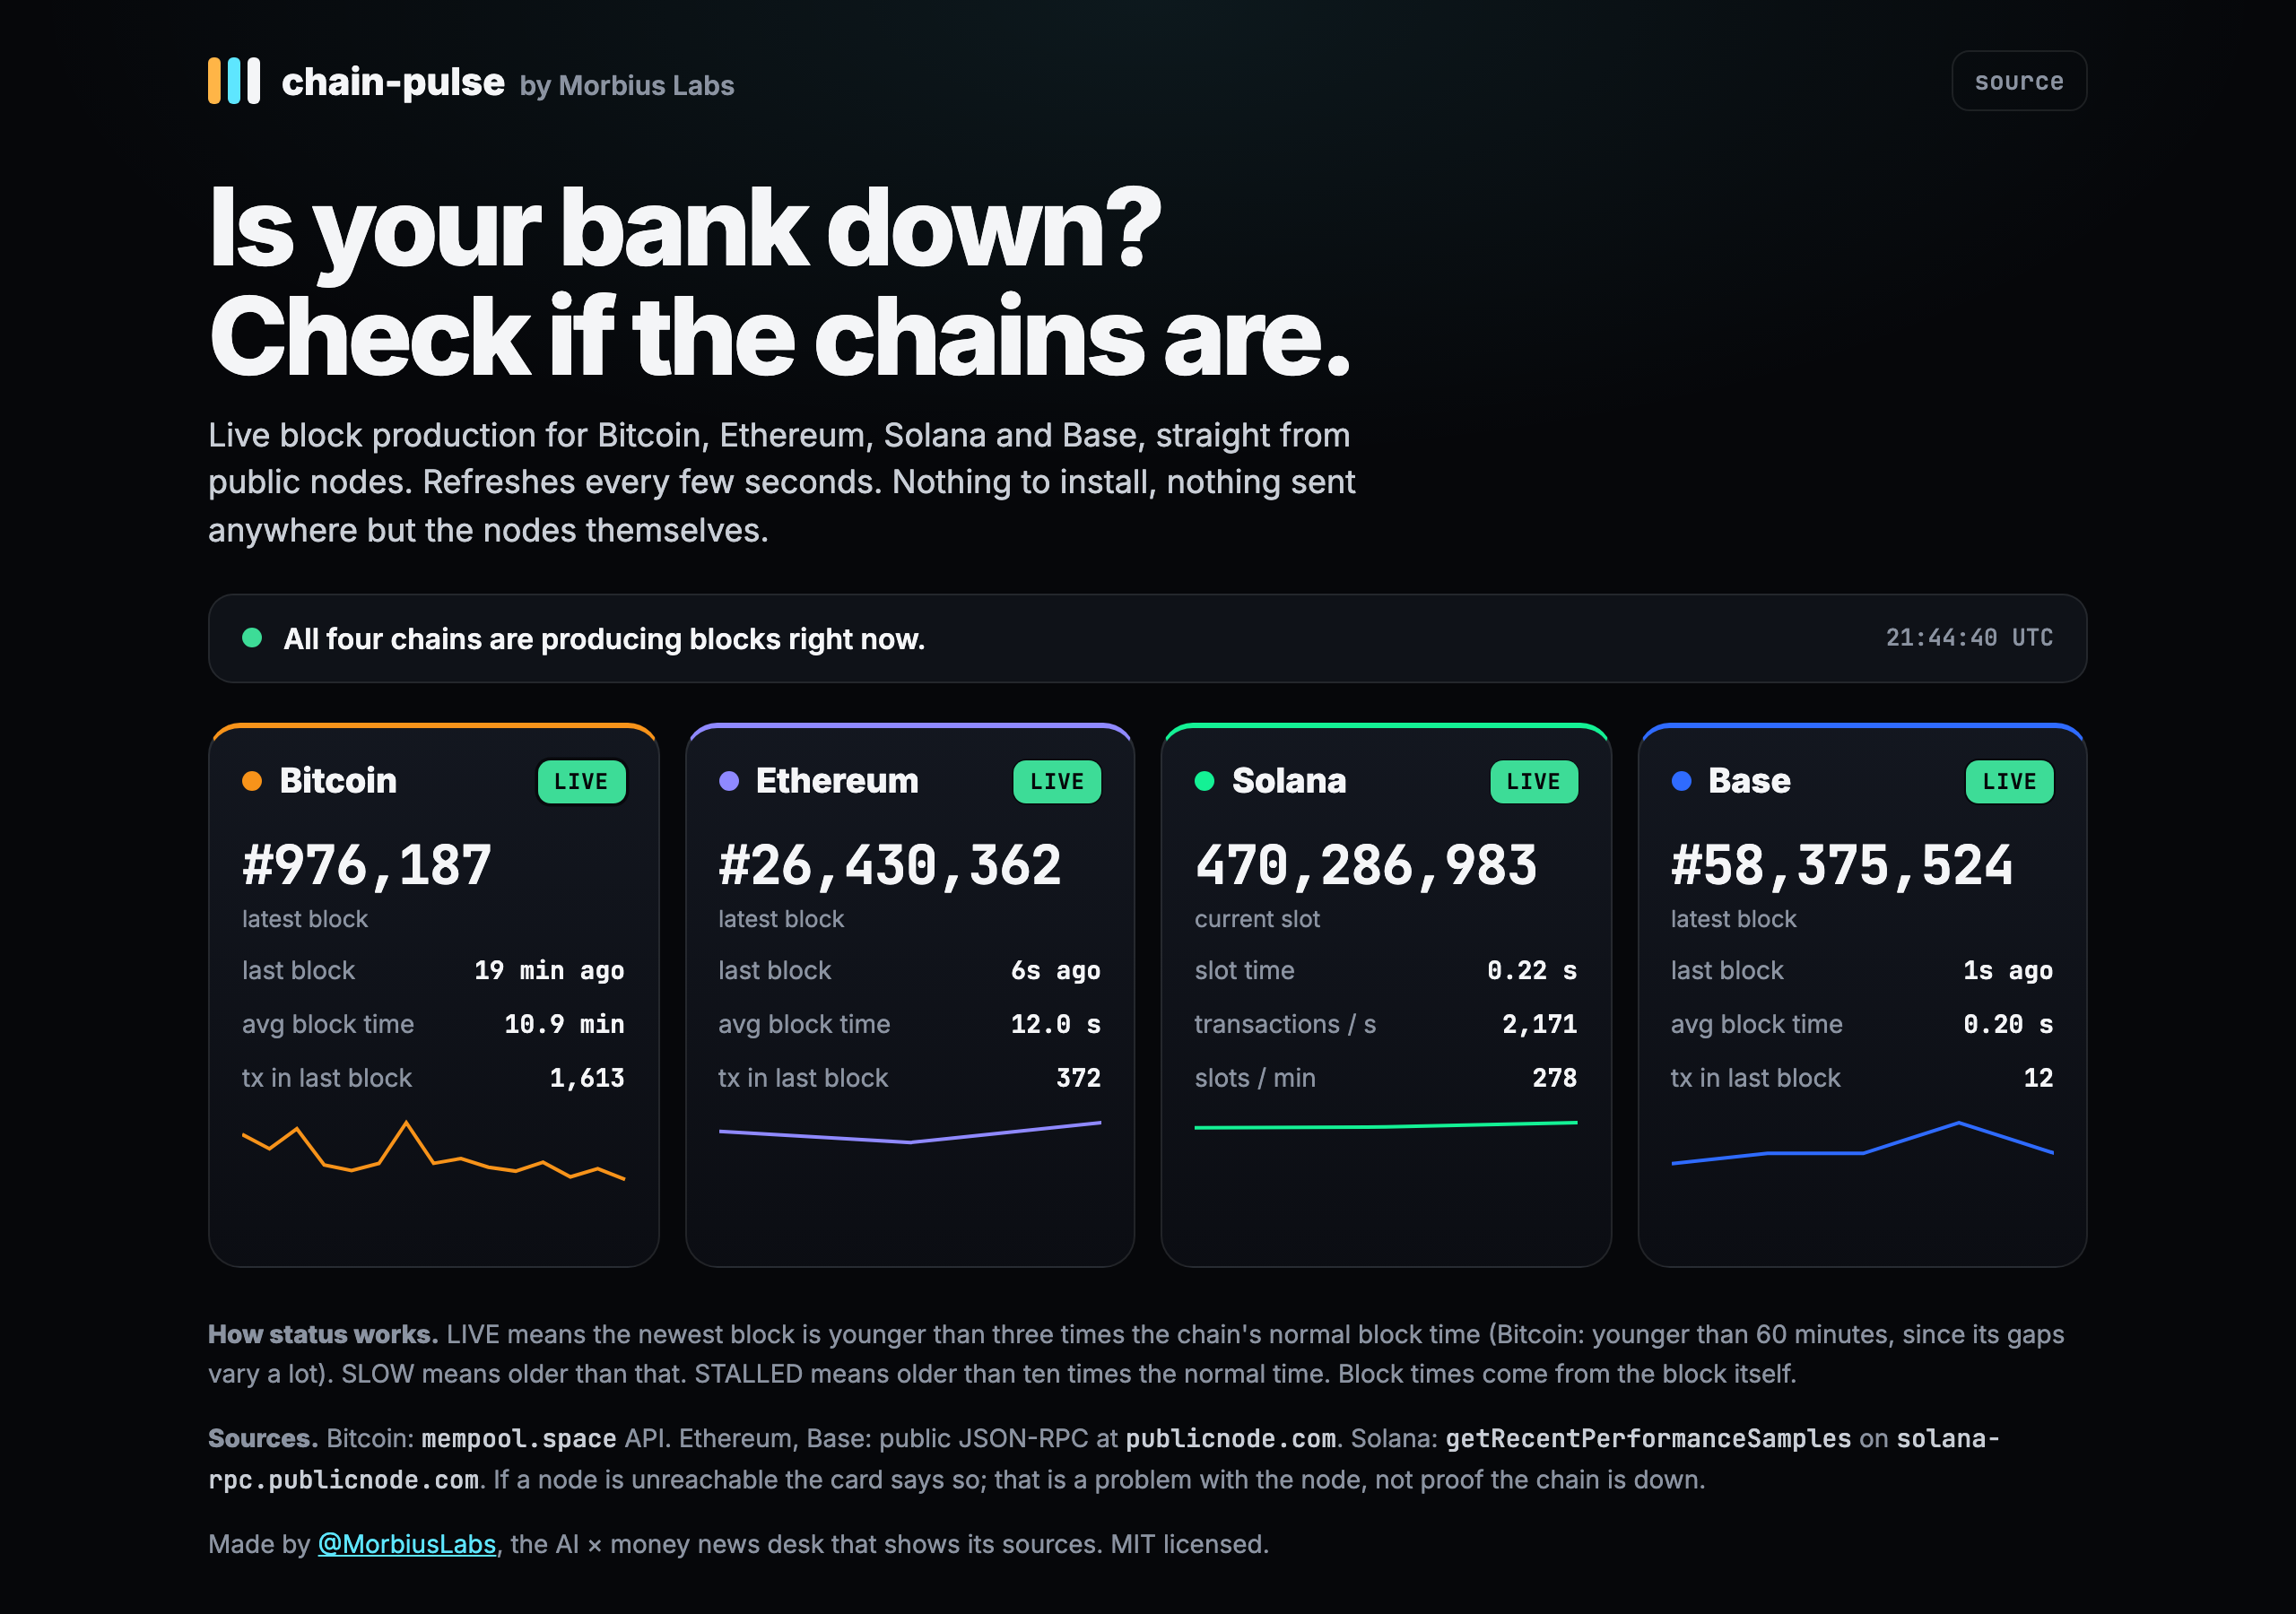 chain-pulse by Morbius Labs
source
Is your bank down?
Check if the chains are.
Live block production for Bitcoin, Ethereum, Solana and Base, straight from
public nodes. Refreshes every few seconds. Nothing to install, nothing sent
anywhere but the nodes themselves.
All four chains are producing blocks right now.
21:44:40 UTC
Bitcoin
LIVE
#976,187
latest block
last block 19 min ago
avg block time 10.9 min
tx in last block 1,613
Ethereum
LIVE
#26,430,362
latest block
last block 6s ago
avg block time 12.0 s
tx in last block 372
Solana
LIVE
470,286,983
current slot
slot time 0.22 s
transactions / s 2,171
slots / min 278
Base
LIVE
#58,375,524
latest block
last block 1s ago
avg block time 0.20 s
tx in last block 12
How status works. LIVE means the newest block is younger than three times the chain's normal block time (Bitcoin: younger than 60 minutes, since its gaps
vary a lot). SLOW means older than that. STALLED means older than ten times the normal time. Block times come from the block itself.
Sources. Bitcoin: mempool.space API. Ethereum, Base: public JSON-RPC at publicnode.com. Solana: getRecentPerformanceSamples on solana-
rpc.publicnode.com. If a node is unreachable the card says so; that is a problem with the node, not proof the chain is down.
Made by @MorbiusLabs, the AI × money news desk that shows its sources. MIT licensed.